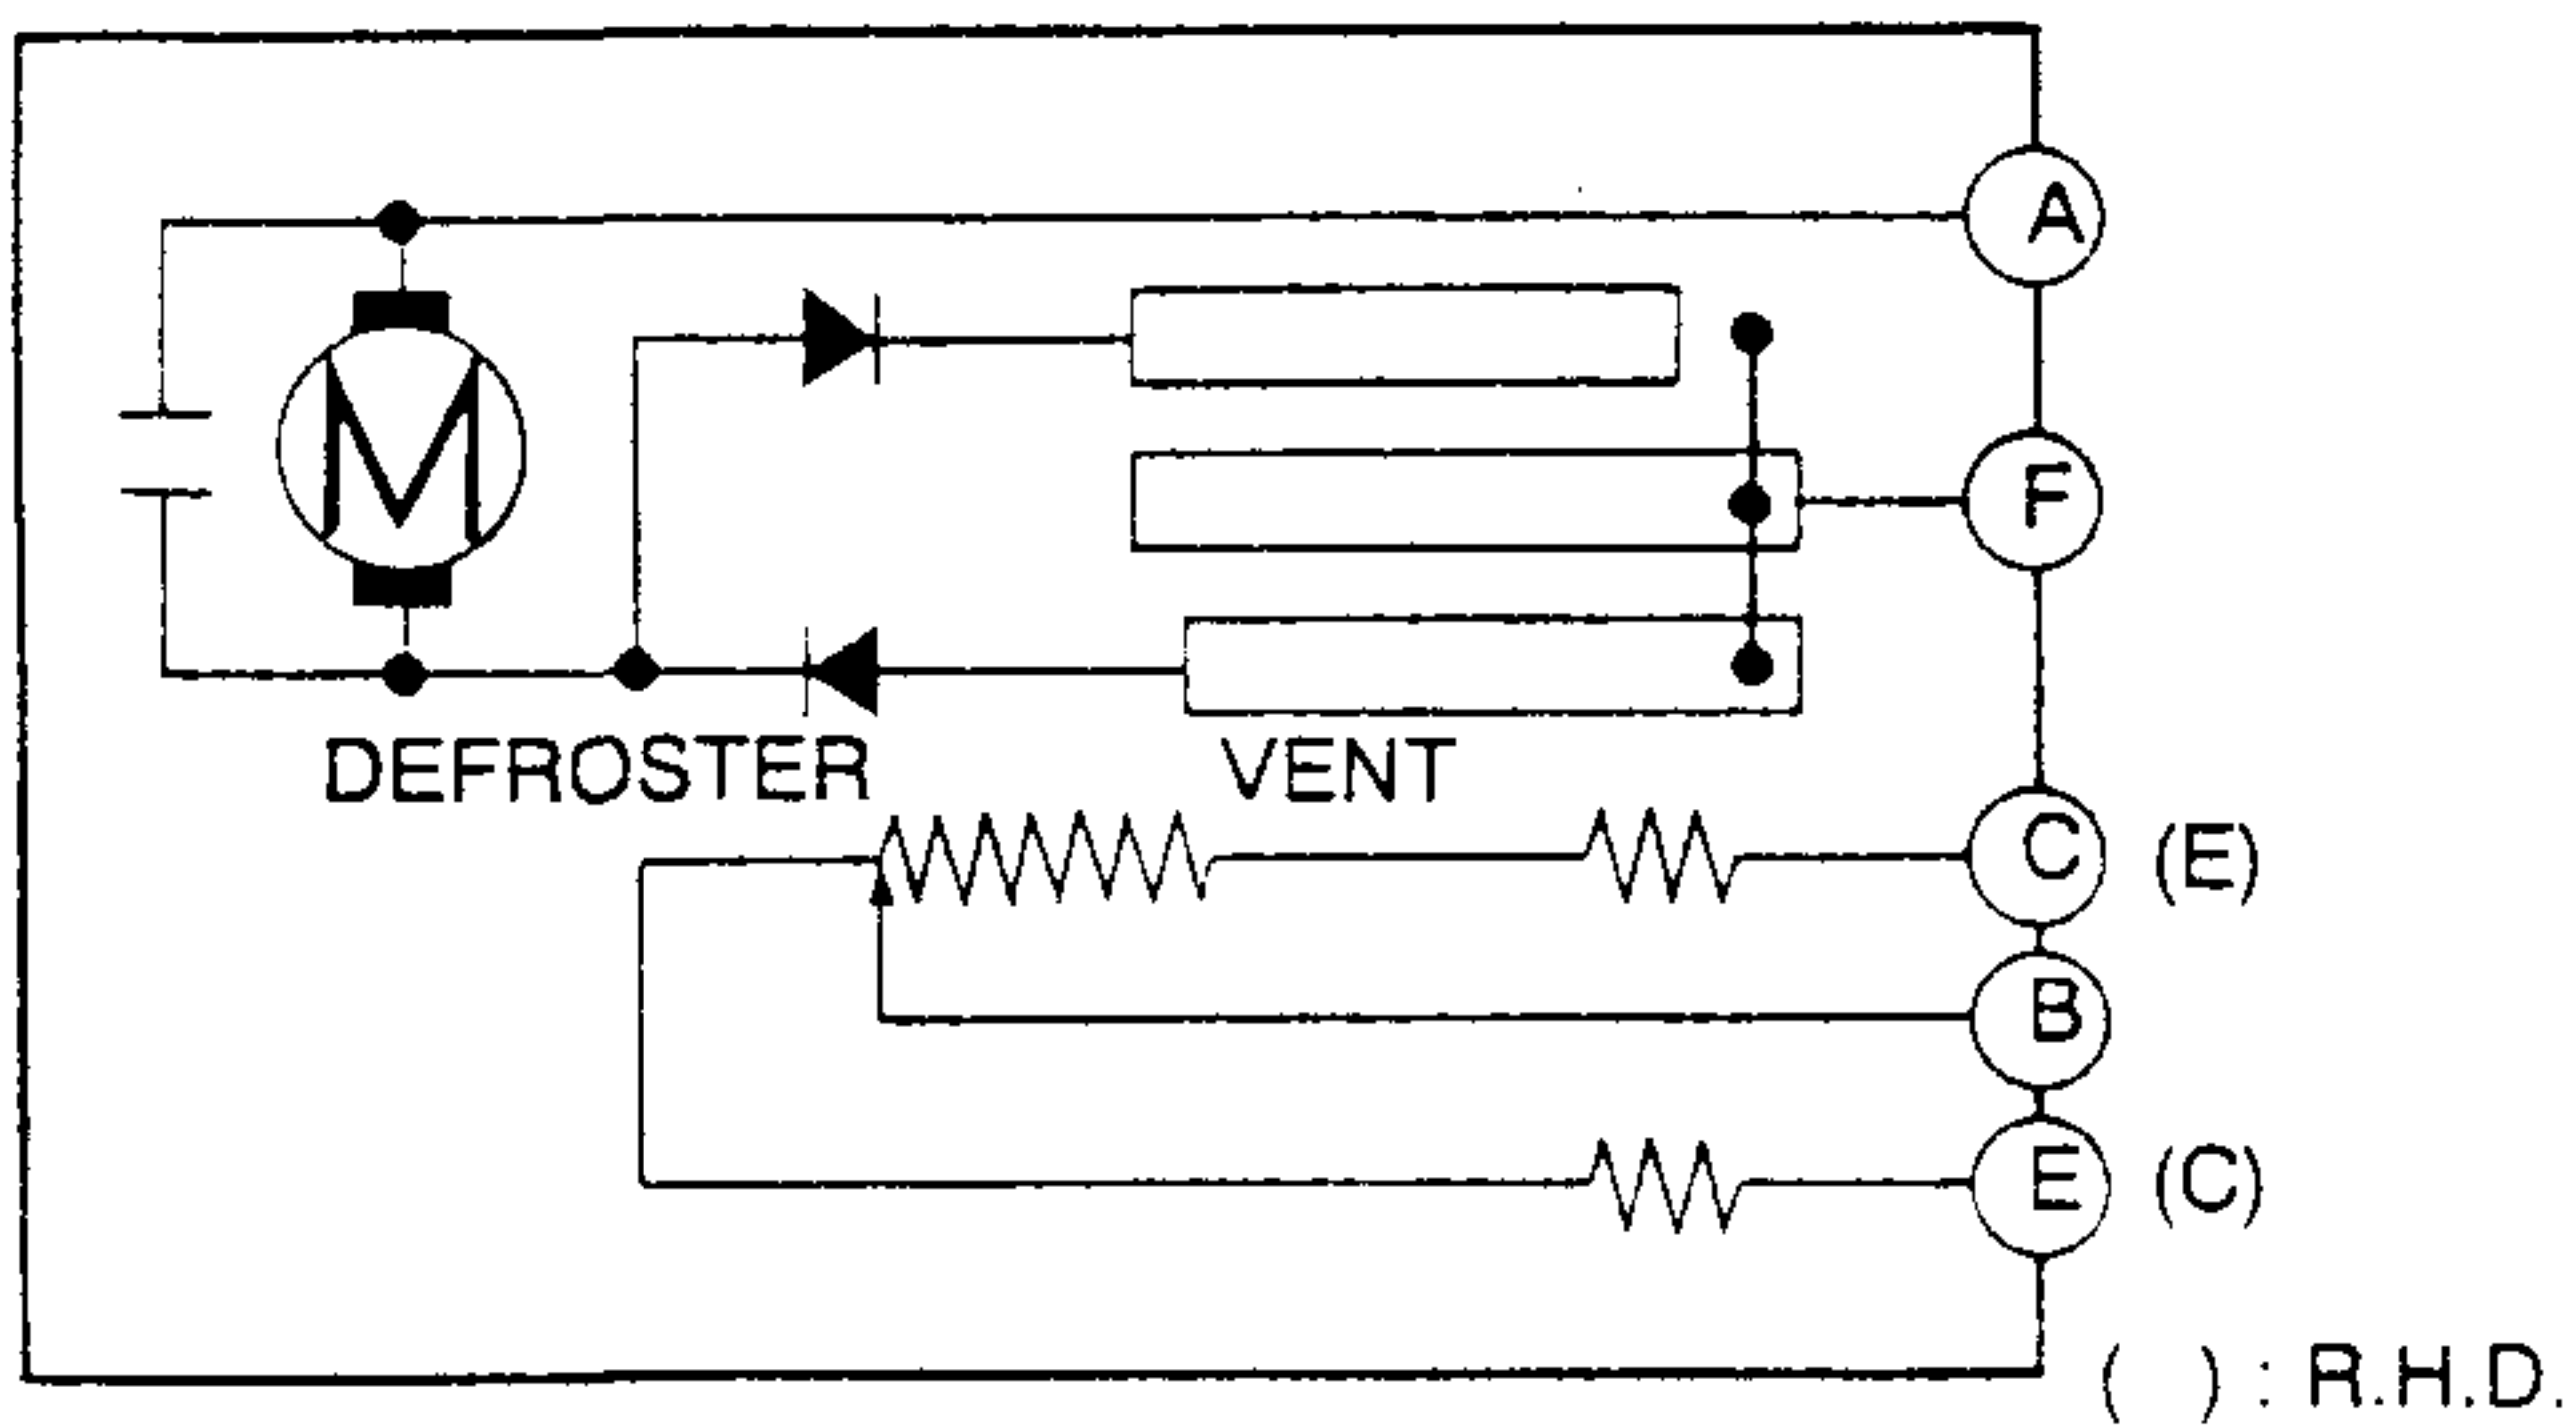 A
M
F
DEFROSTER VENT
C (E)
B
E (C)
( ) : R.H.D.